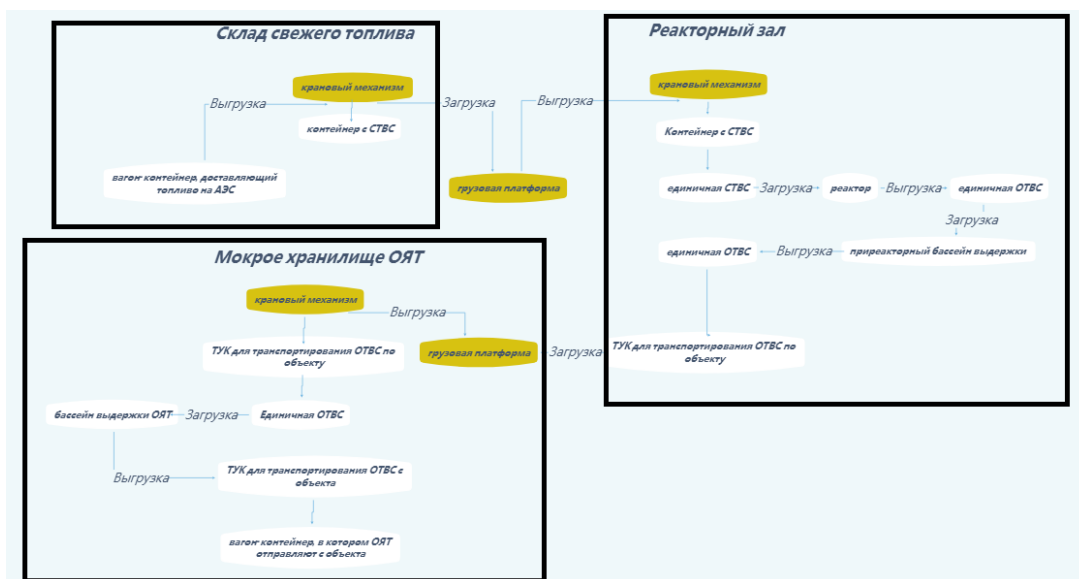 Склад свежего топлива
крановый механизм
Выгрузка
Загрузка
контейнер с СТВС
вагон-контейнер, доставляющий
топливо на АЭС
грузовая платформа
Выгрузка
Реакторный зал
крановый механизм
Контейнер с СТВС
единичная СТВС
Загрузка
реактор
Выгрузка
единичная ОТВС
Загрузка
приреакторный бассейн выдержки
Выгрузка
единичная ОТВС
ТУК для транспортирования ОТВС по
объекту
Загрузка
Мокрое хранилище ОЯТ
крановый механизм
Выгрузка
грузовая платформа
ТУК для транспортирования ОТВС по
объекту
Единичная ОТВС
Загрузка
бассейн выдержки ОЯТ
Выгрузка
ТУК для транспортирования ОТВС с
объекта
вагон-контейнер, в котором ОЯТ
отправляют с объекта